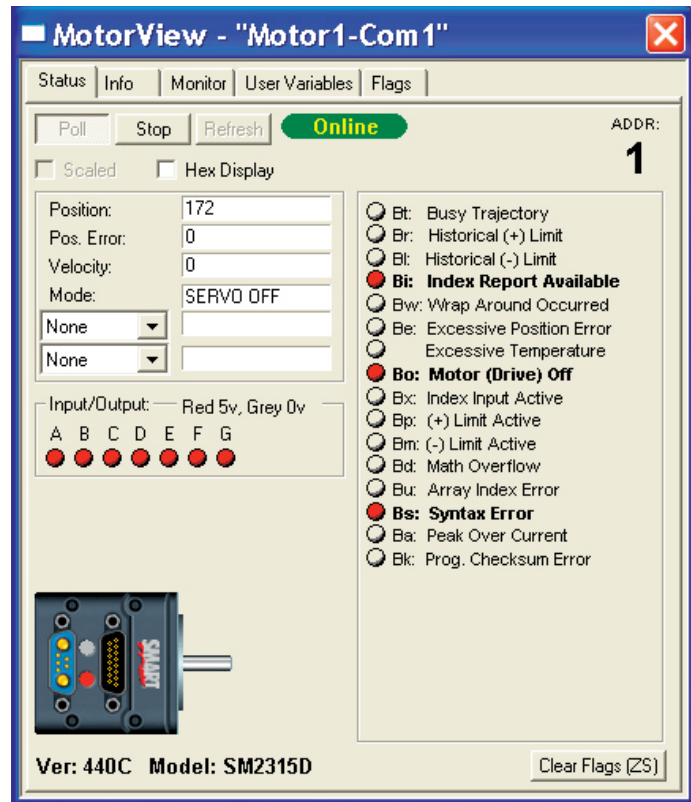 MotorView - "Motor1-Com1"
Status Info Monitor User Variables Flags
Poll Stop Refresh Online
ADDR:
1
Scaled Hex Display
Position: 172
Pos. Error: 0
Velocity: 0
Mode: SERVO OFF
None
None
Input/Output: Red 5v, Grey 0v
A B C D E F G
Bt: Busy Trajectory
Br: Historical (+) Limit
Bl: Historical (-) Limit
Bi: Index Report Available
Bw: Wrap Around Occurred
Be: Excessive Position Error
Excessive Temperature
Bo: Motor (Drive) Off
Bx: Index Input Active
Bp: (+) Limit Active
Bm: (-) Limit Active
Bd: Math Overflow
Bu: Array Index Error
Bs: Syntax Error
Ba: Peak Over Current
Bk: Prog. Checksum Error
SMART
Ver: 440C Model: SM2315D
Clear Flags (ZS)